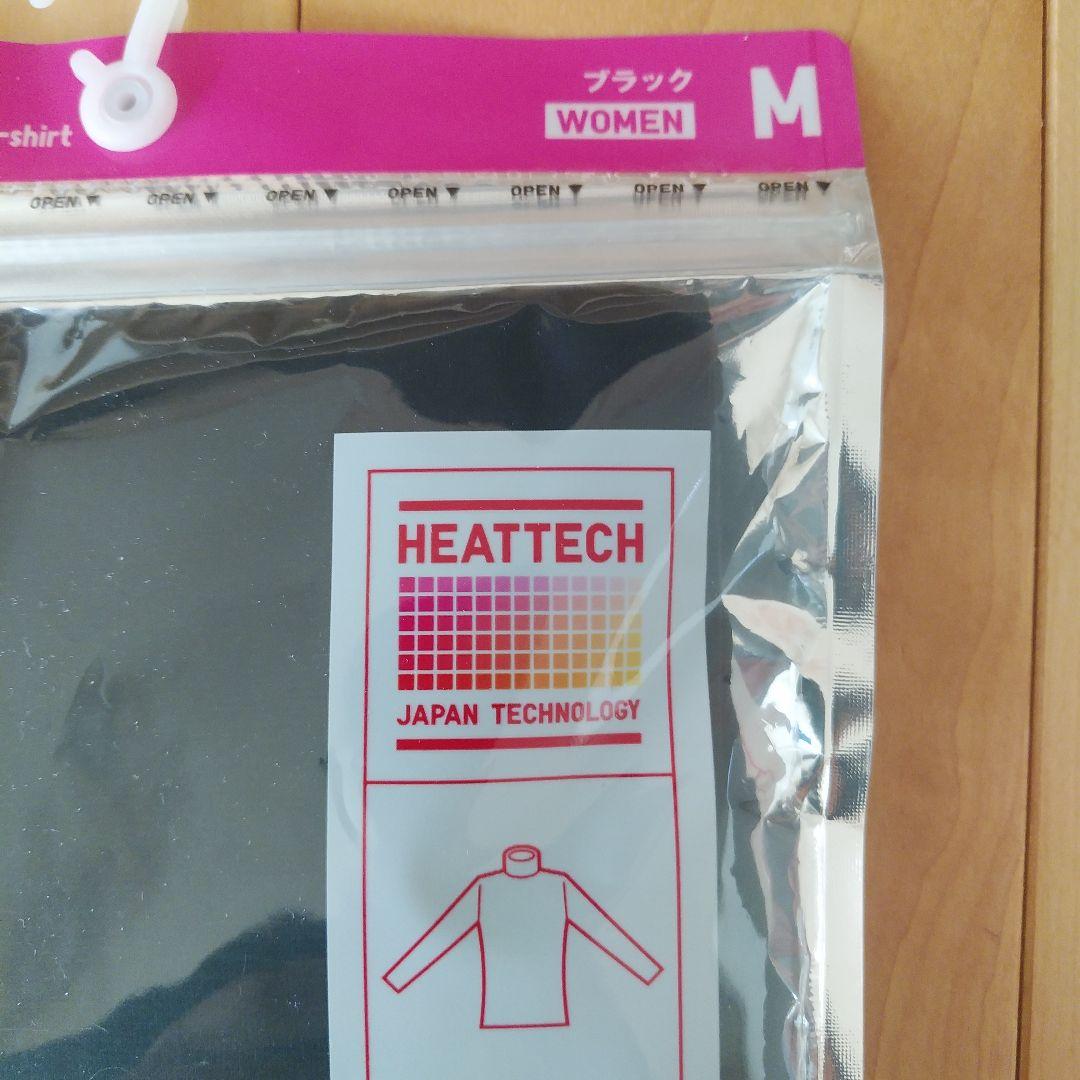 -shirt
ブラック
WOMEN
M
OPEN▼ OPEN▼ OPEN▼ OPEN▼ OPEN▼ OPEN▼ OPEN▼
HEATTECH
JAPAN TECHNOLOGY